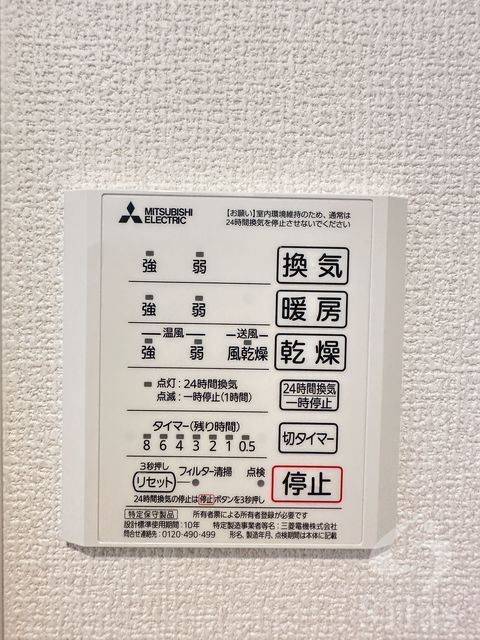 MITSUBISHI ELECTRIC
【お願い】室内環境維持のため、通常は
24時間換気を停止させないでください
強 弱 換気
強 弱 暖房
温風 送風
強 弱 風乾燥 乾燥
点灯:24時間換気
点滅:一時停止(1時間)
24時間換気
一時停止
タイマー(残り時間)
8 6 4 3 2 1 0.5
切タイマー
3秒押し
リセット フィルター清掃 点検 停止
24時間換気の停止は停止ボタンを3秒押し
特定保守製品 所有者票による所有者登録が必要です
設計標準使用期間:10年 特定製造事業者等名:三菱電機株式会社
問合せ連絡先:0120-490-499 形名、製造年月、点検期間は本体に記載